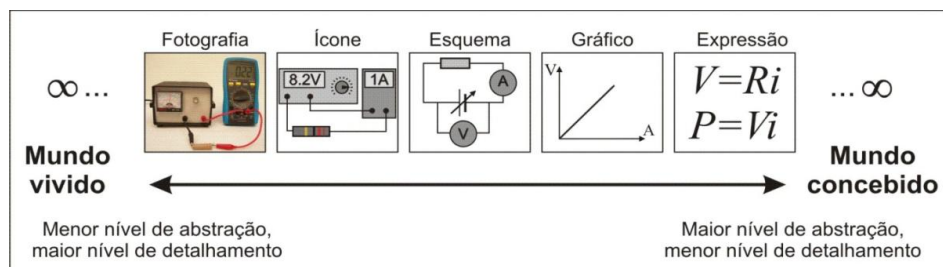 Fotografia
Ícone
Esquema
Gráfico
Expressão
∞ ...
8.2V
1A
A
V
V
A
V=Ri
P=Vi
... ∞
Mundo
vivido
Mundo
concebido
Menor nível de abstração,
maior nível de detalhamento
Maior nível de abstração,
menor nível de detalhamento